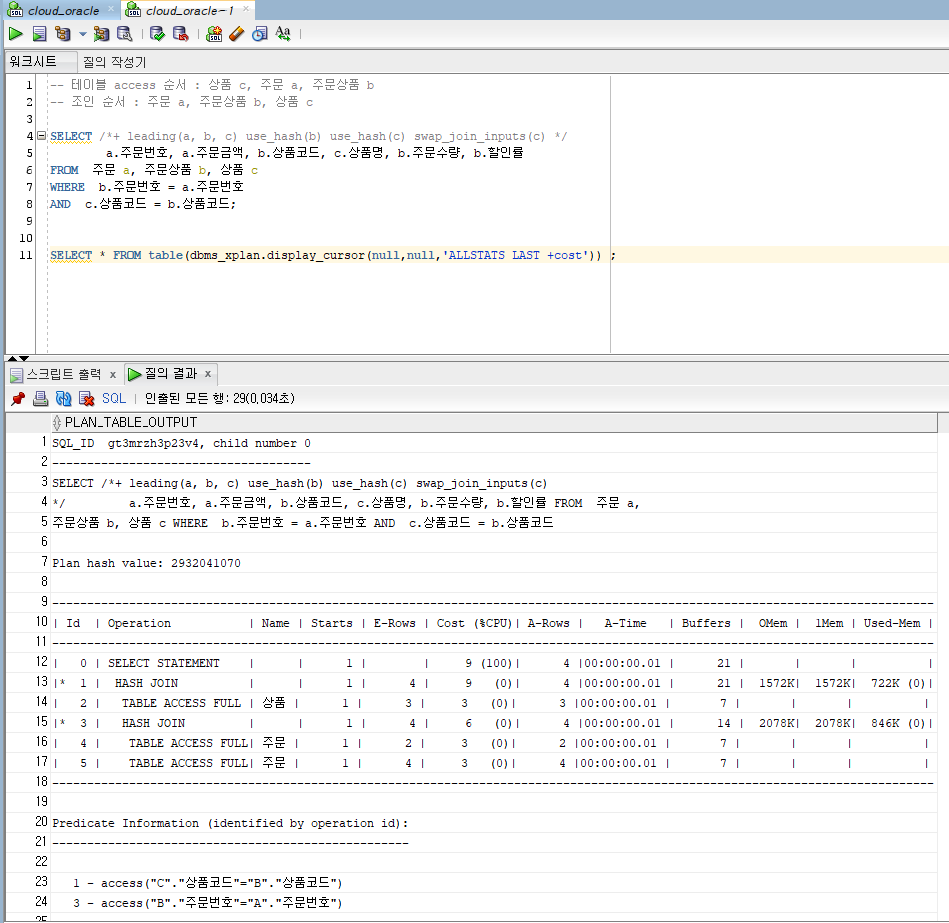 cloud_oracle × cloud_oracle~1 ×
워크시트 질의 작성기
1 -- 테이블 access 순서 : 상품 c, 주문 a, 주문상품 b
2 -- 조인 순서 : 주문 a, 주문상품 b, 상품 c
3
4 SELECT /*+ leading(a, b, c) use_hash(b) use_hash(c) swap_join_inputs(c) */
5 a.주문번호, a.주문금액, b.상품코드, c.상품명, b.주문수량, b.할인률
6 FROM 주문 a, 주문상품 b, 상품 c
7 WHERE b.주문번호 = a.주문번호
8 AND c.상품코드 = b.상품코드;
9
10
11 SELECT * FROM table(dbms_xplan.display_cursor(null,null,'ALLSTATS LAST +cost')) ;
스크립트 출력 x 질의 결과 x
SQL | 인출된 모든 행: 29(0,034초)
PLAN_TABLE_OUTPUT
1 SQL_ID gt3mrzh3p23v4, child number 0
2 -------------------------------------
3 SELECT /*+ leading(a, b, c) use_hash(b) use_hash(c) swap_join_inputs(c)
4 */ a.주문번호, a.주문금액, b.상품코드, c.상품명, b.주문수량, b.할인률 FROM 주문 a,
5 주문상품 b, 상품 c WHERE b.주문번호 = a.주문번호 AND c.상품코드 = b.상품코드
6
7 Plan hash value: 2932041070
8
9 ------------------------------------------------------------------------------------------------------------------------------
10 | Id | Operation | Name | Starts | E-Rows | Cost (%CPU)| A-Rows | A-Time | Buffers | OMem | 1Mem | Used-Mem |
11 ------------------------------------------------------------------------------------------------------------------------------
12 | 0 | SELECT STATEMENT | | 1 | | 9 (100)| 4 |00:00:00.01 | 21 | | | |
13 |* 1 | HASH JOIN | | 1 | 4 | 9 (0)| 4 |00:00:00.01 | 21 | 1572K| 1572K| 722K (0)|
14 | 2 | TABLE ACCESS FULL | 상품 | 1 | 3 | 3 (0)| 3 |00:00:00.01 | 7 | | | |
15 |* 3 | HASH JOIN | | 1 | 4 | 6 (0)| 4 |00:00:00.01 | 14 | 2078K| 2078K| 846K (0)|
16 | 4 | TABLE ACCESS FULL| 주문 | 1 | 2 | 3 (0)| 2 |00:00:00.01 | 7 | | | |
17 | 5 | TABLE ACCESS FULL| 주문 | 1 | 4 | 3 (0)| 4 |00:00:00.01 | 7 | | | |
18 ------------------------------------------------------------------------------------------------------------------------------
19
20 Predicate Information (identified by operation id):
21 ---------------------------------------------------
22
23 1 - access("C"."상품코드"="B"."상품코드")
24 3 - access("B"."주문번호"="A"."주문번호")
25